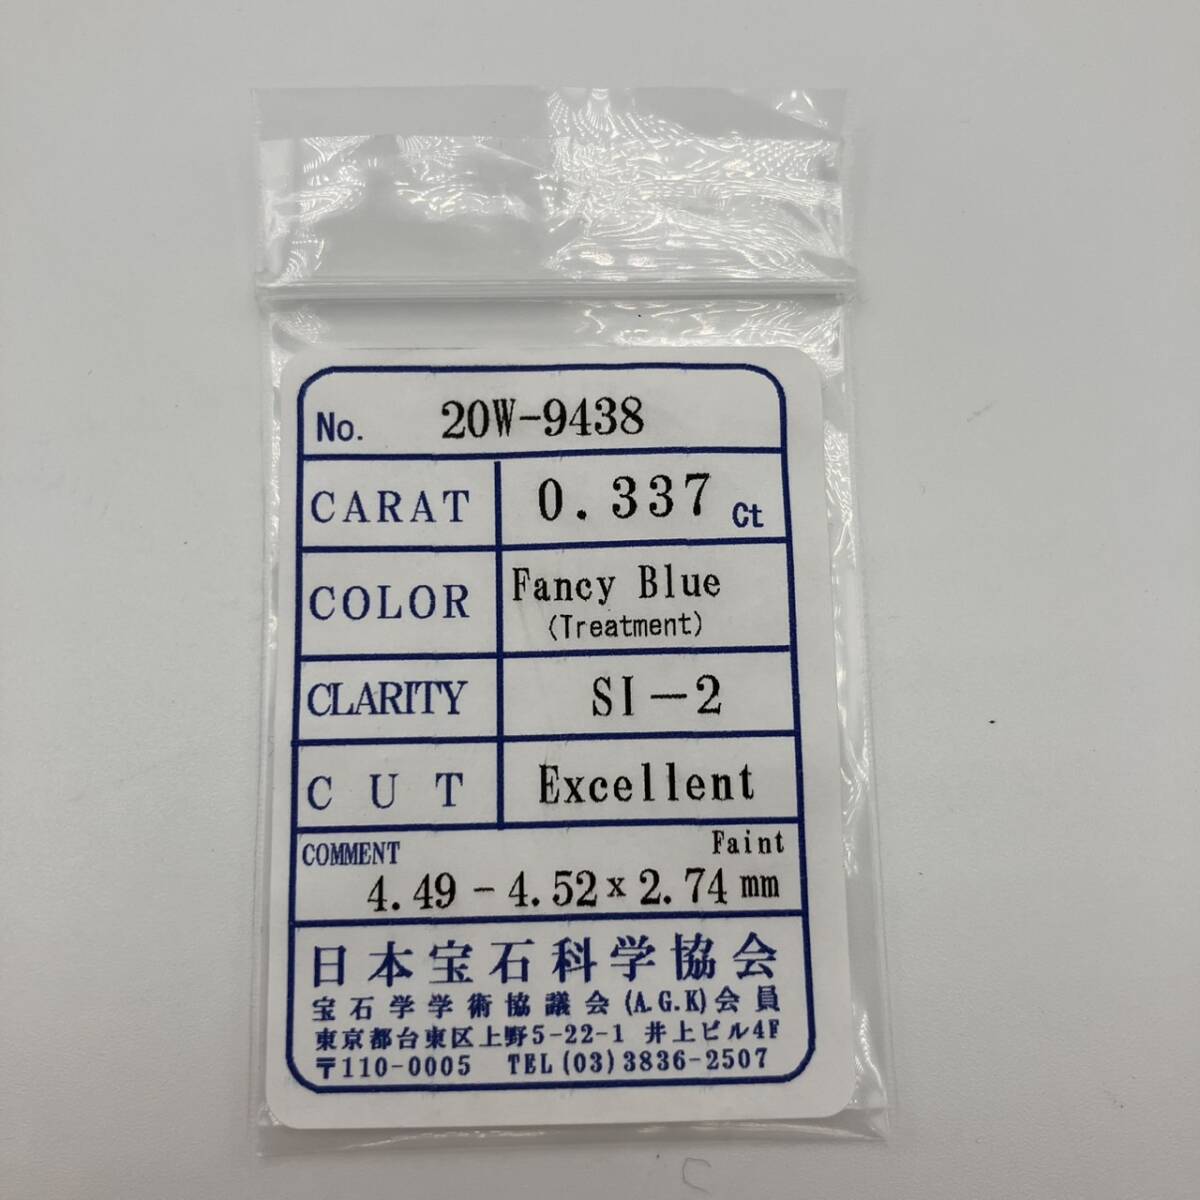 No. 20W-9438
CARAT 0.337 Ct
COLOR Fancy Blue
(Treatment)
CLARITY SI-2
CUT Excellent
COMMENT Faint
4.49 - 4.52 x 2.74 mm
日本宝石科学協会
宝石学学術協議会(A.G.K)会員
東京都台東区上野5-22-1 井上ビル4F
〒110-0005 TEL(03)3836-2507